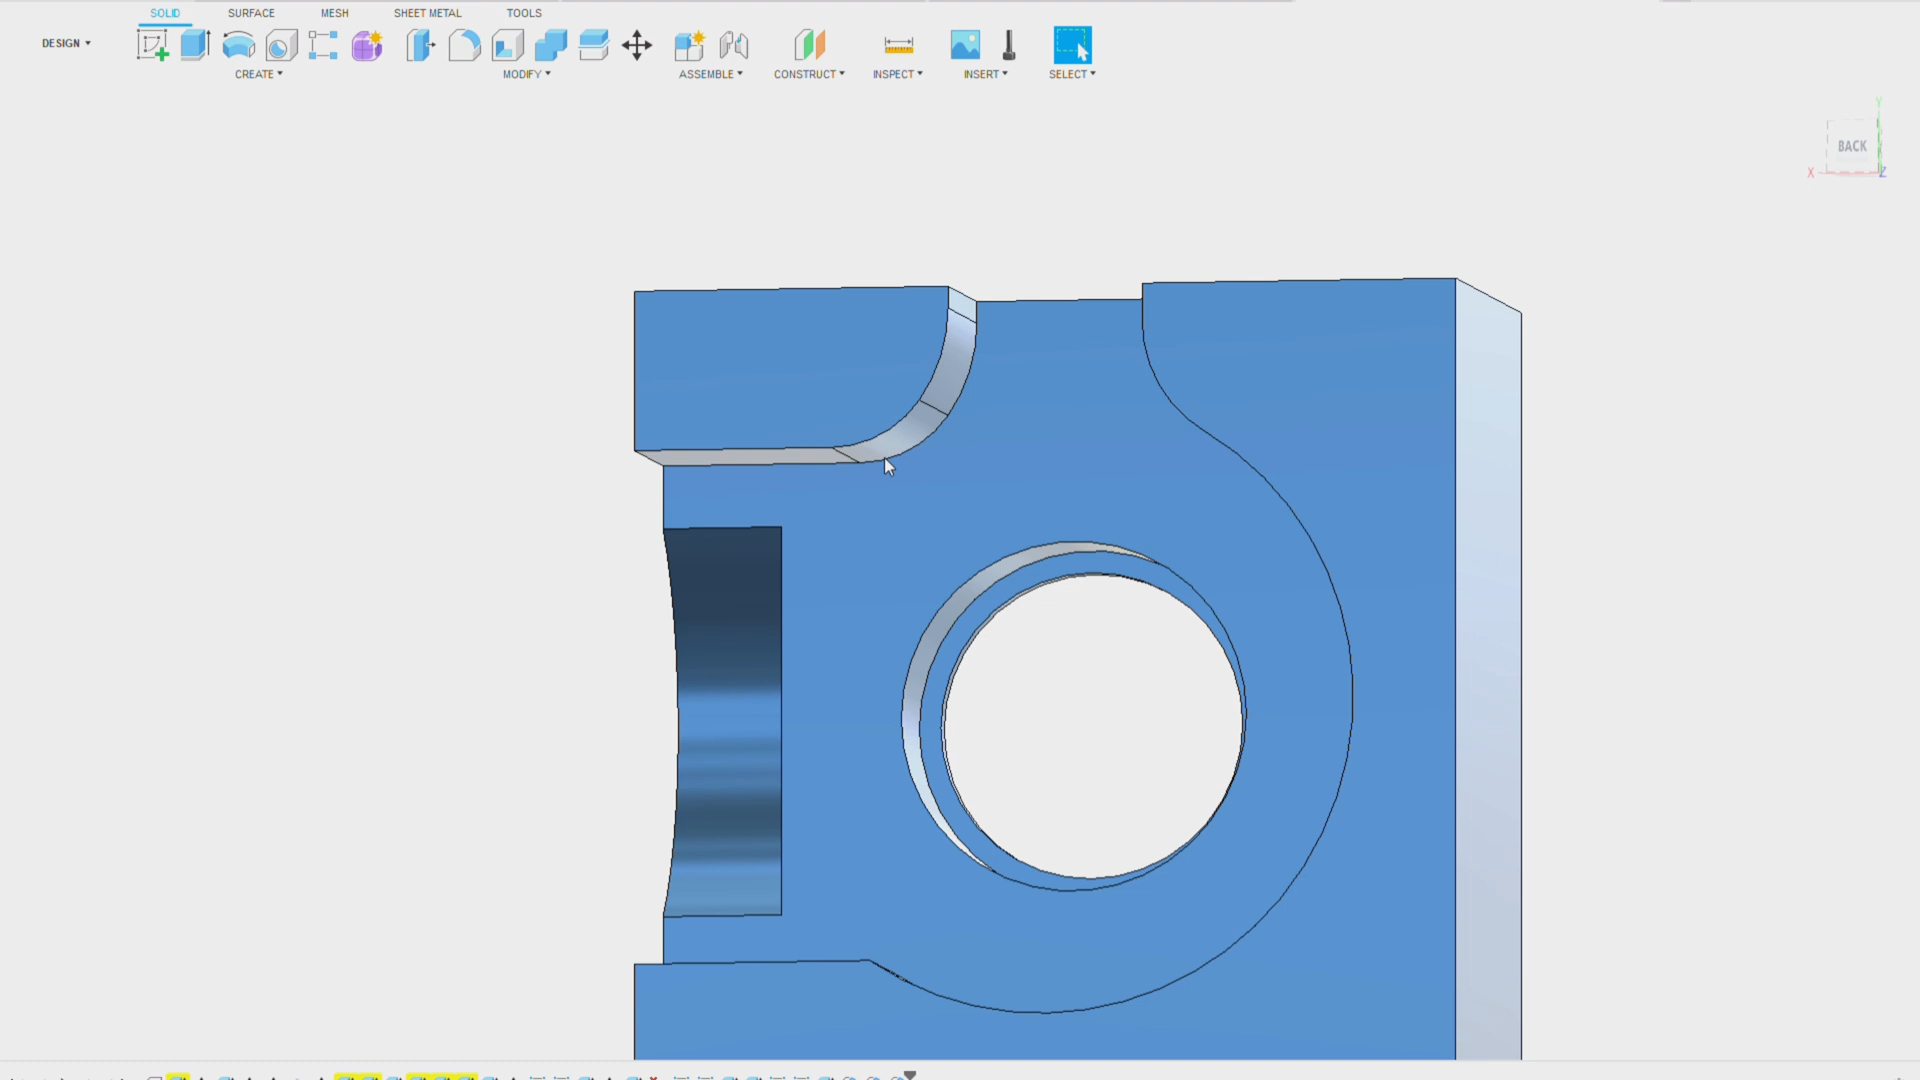 SOLID SURFACE MESH SHEET METAL TOOLS
DESIGN
CREATE MODIFY ASSEMBLE CONSTRUCT INSPECT INSERT SELECT
Y
BACK
X Z